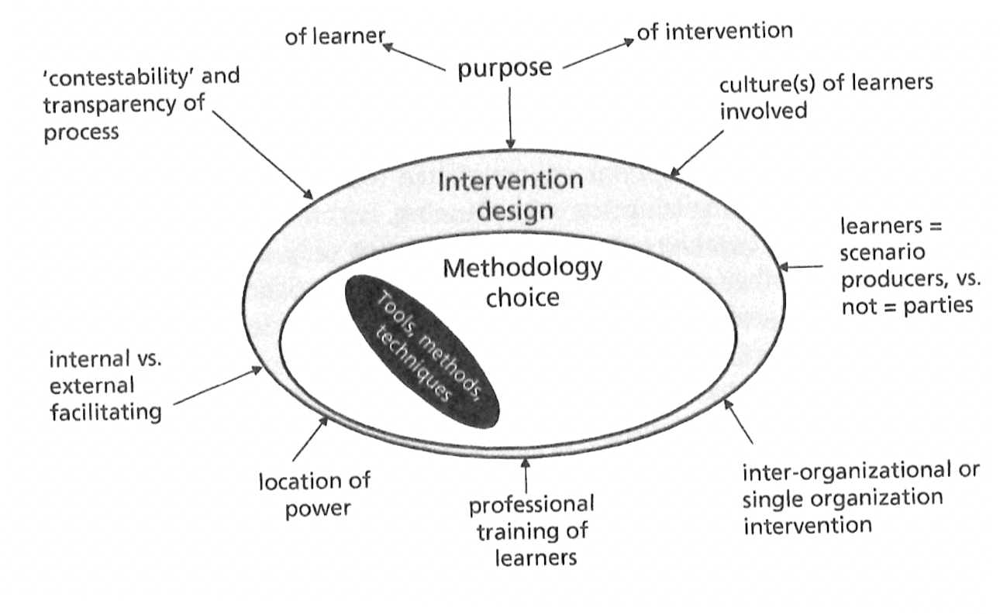 of learner
of intervention
purpose
'contestability' and
transparency of
process
culture(s) of learners
involved
Intervention
design
learners =
scenario
producers, vs.
not = parties
Methodology
choice
Tools, methods,
techniques
internal vs.
external
facilitating
location of
power
professional
training of
learners
inter-organizational or
single organization
intervention